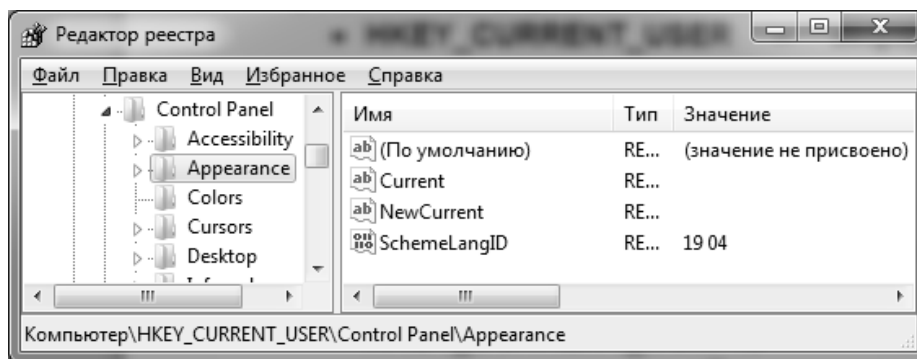 Редактор реестра
HKEY_CURRENT_USER
Файл Правка Вид Избранное Справка
Control Panel
Accessibility
Appearance
Colors
Cursors
Desktop
Имя Тип Значение
(По умолчанию) RE... (значение не присвоено)
Current RE...
NewCurrent RE...
SchemeLangID RE... 19 04
Компьютер\HKEY_CURRENT_USER\Control Panel\Appearance